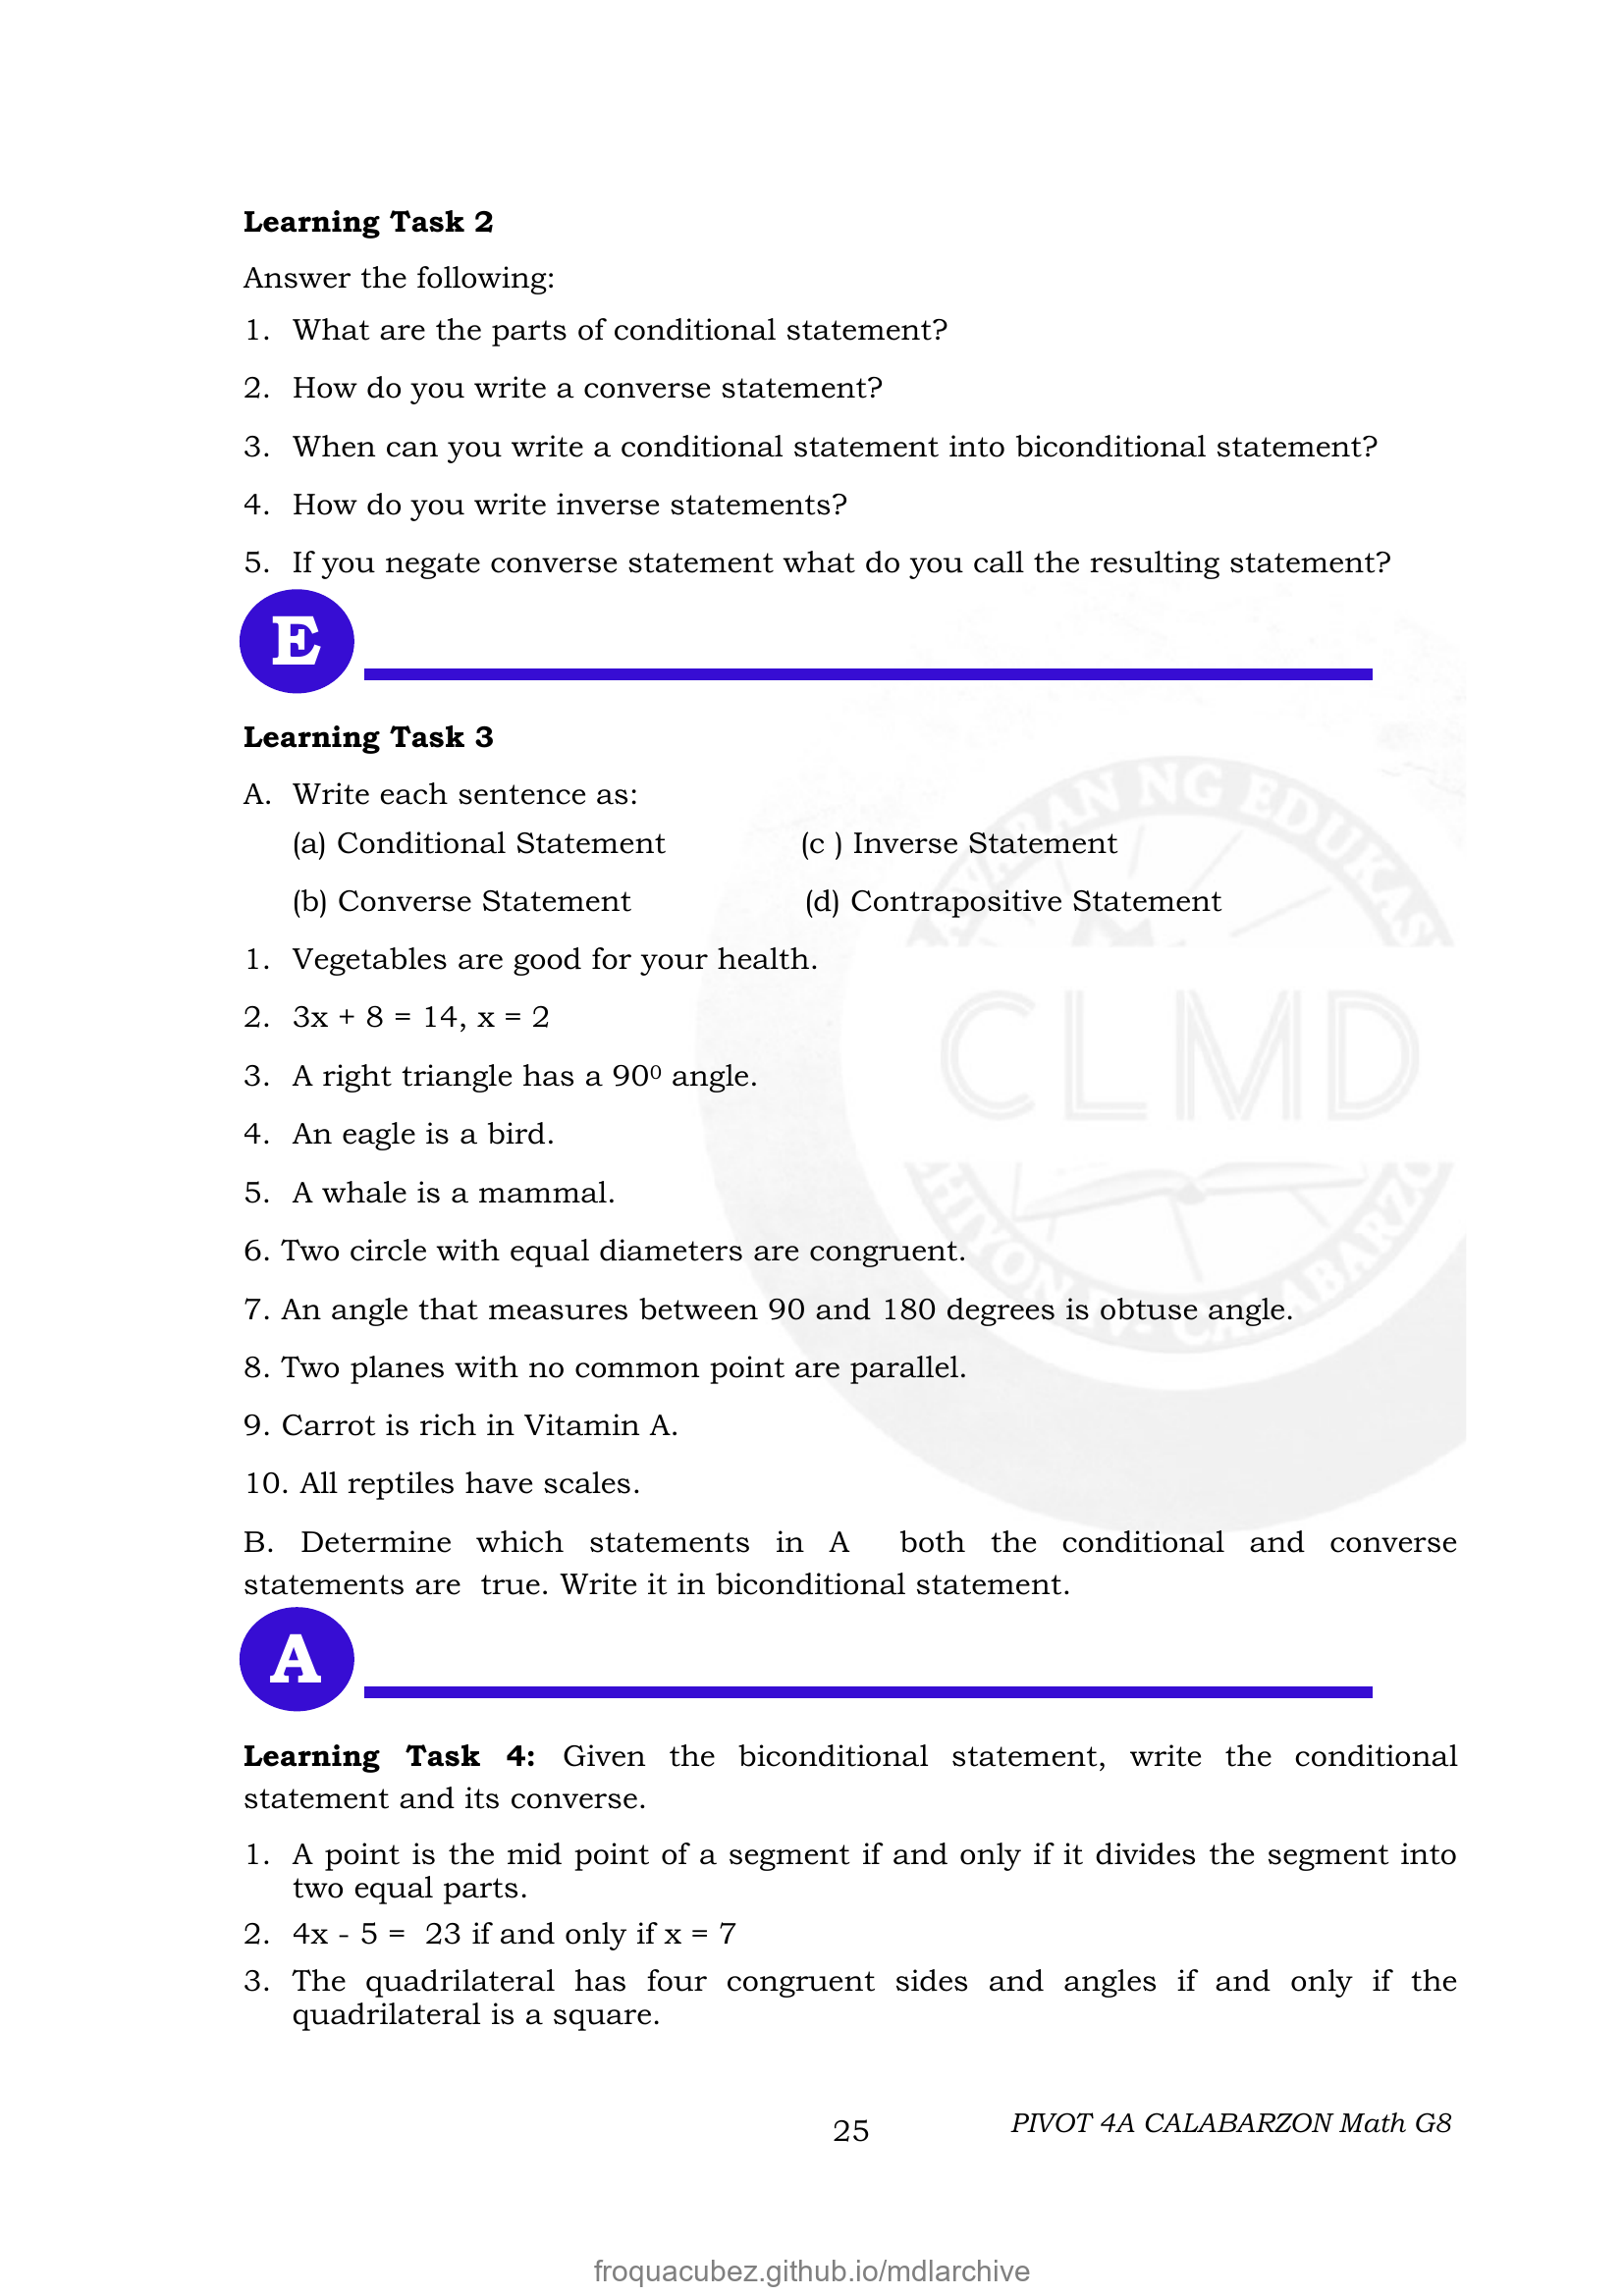 Learning Task 2
Answer the following:
1. What are the parts of conditional statement?
2. How do you write a converse statement?
3. When can you write a conditional statement into biconditional statement?
4. How do you write inverse statements?
5. If you negate converse statement what do you call the resulting statement?
E
Learning Task 3
A. Write each sentence as:
(a) Conditional Statement (c ) Inverse Statement
(b) Converse Statement (d) Contrapositive Statement
1. Vegetables are good for your health.
2. 3x + 8 = 14, x = 2
3. A right triangle has a 90⁰ angle.
4. An eagle is a bird.
5. A whale is a mammal.
6. Two circle with equal diameters are congruent.
7. An angle that measures between 90 and 180 degrees is obtuse angle.
8. Two planes with no common point are parallel.
9. Carrot is rich in Vitamin A.
10. All reptiles have scales.
B. Determine which statements in A both the conditional and converse
statements are true. Write it in biconditional statement.
A
Learning Task 4: Given the biconditional statement, write the conditional
statement and its converse.
1. A point is the mid point of a segment if and only if it divides the segment into
two equal parts.
2. 4x - 5 = 23 if and only if x = 7
3. The quadrilateral has four congruent sides and angles if and only if the
quadrilateral is a square.
25
PIVOT 4A CALABARZON Math G8
froquacubez.github.io/mdlarchive
CLMD